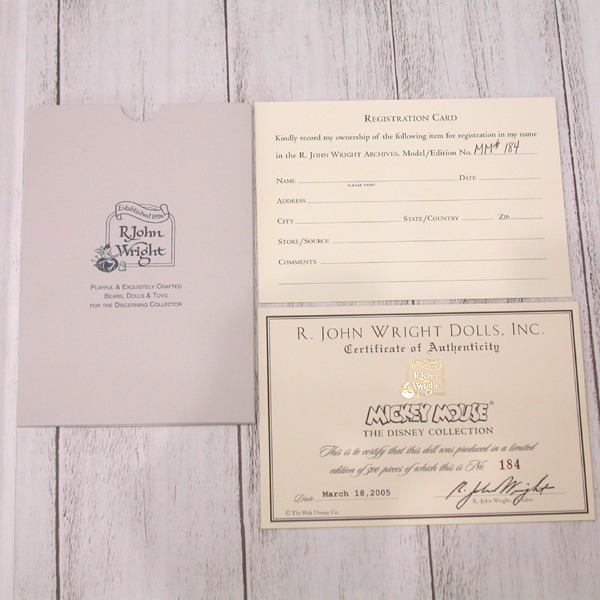 Established 1976
R. John
Wright
PLAYFUL & EXQUISITELY CRAFTED
BEARS, DOLLS & TOYS
FOR THE DISCERNING COLLECTOR
REGISTRATION CARD
Kindly record my ownership of the following item for registration in my name
in the R. JOHN WRIGHT ARCHIVES. Model/Edition No. MM# 184
NAME DATE
PLEASE PRINT
ADDRESS
CITY STATE/COUNTRY ZIP
STORE/SOURCE
COMMENTS
R. JOHN WRIGHT DOLLS, INC.
Certificate of Authenticity
R. John
Wright
MICKEY MOUSE
THE DISNEY COLLECTION
This is to certify that this doll was produced in a limited
edition of 500 pieces of which this is No. 184
Date March 18, 2005 R. John Wright
R. John Wright,
© The Walt Disney Co.